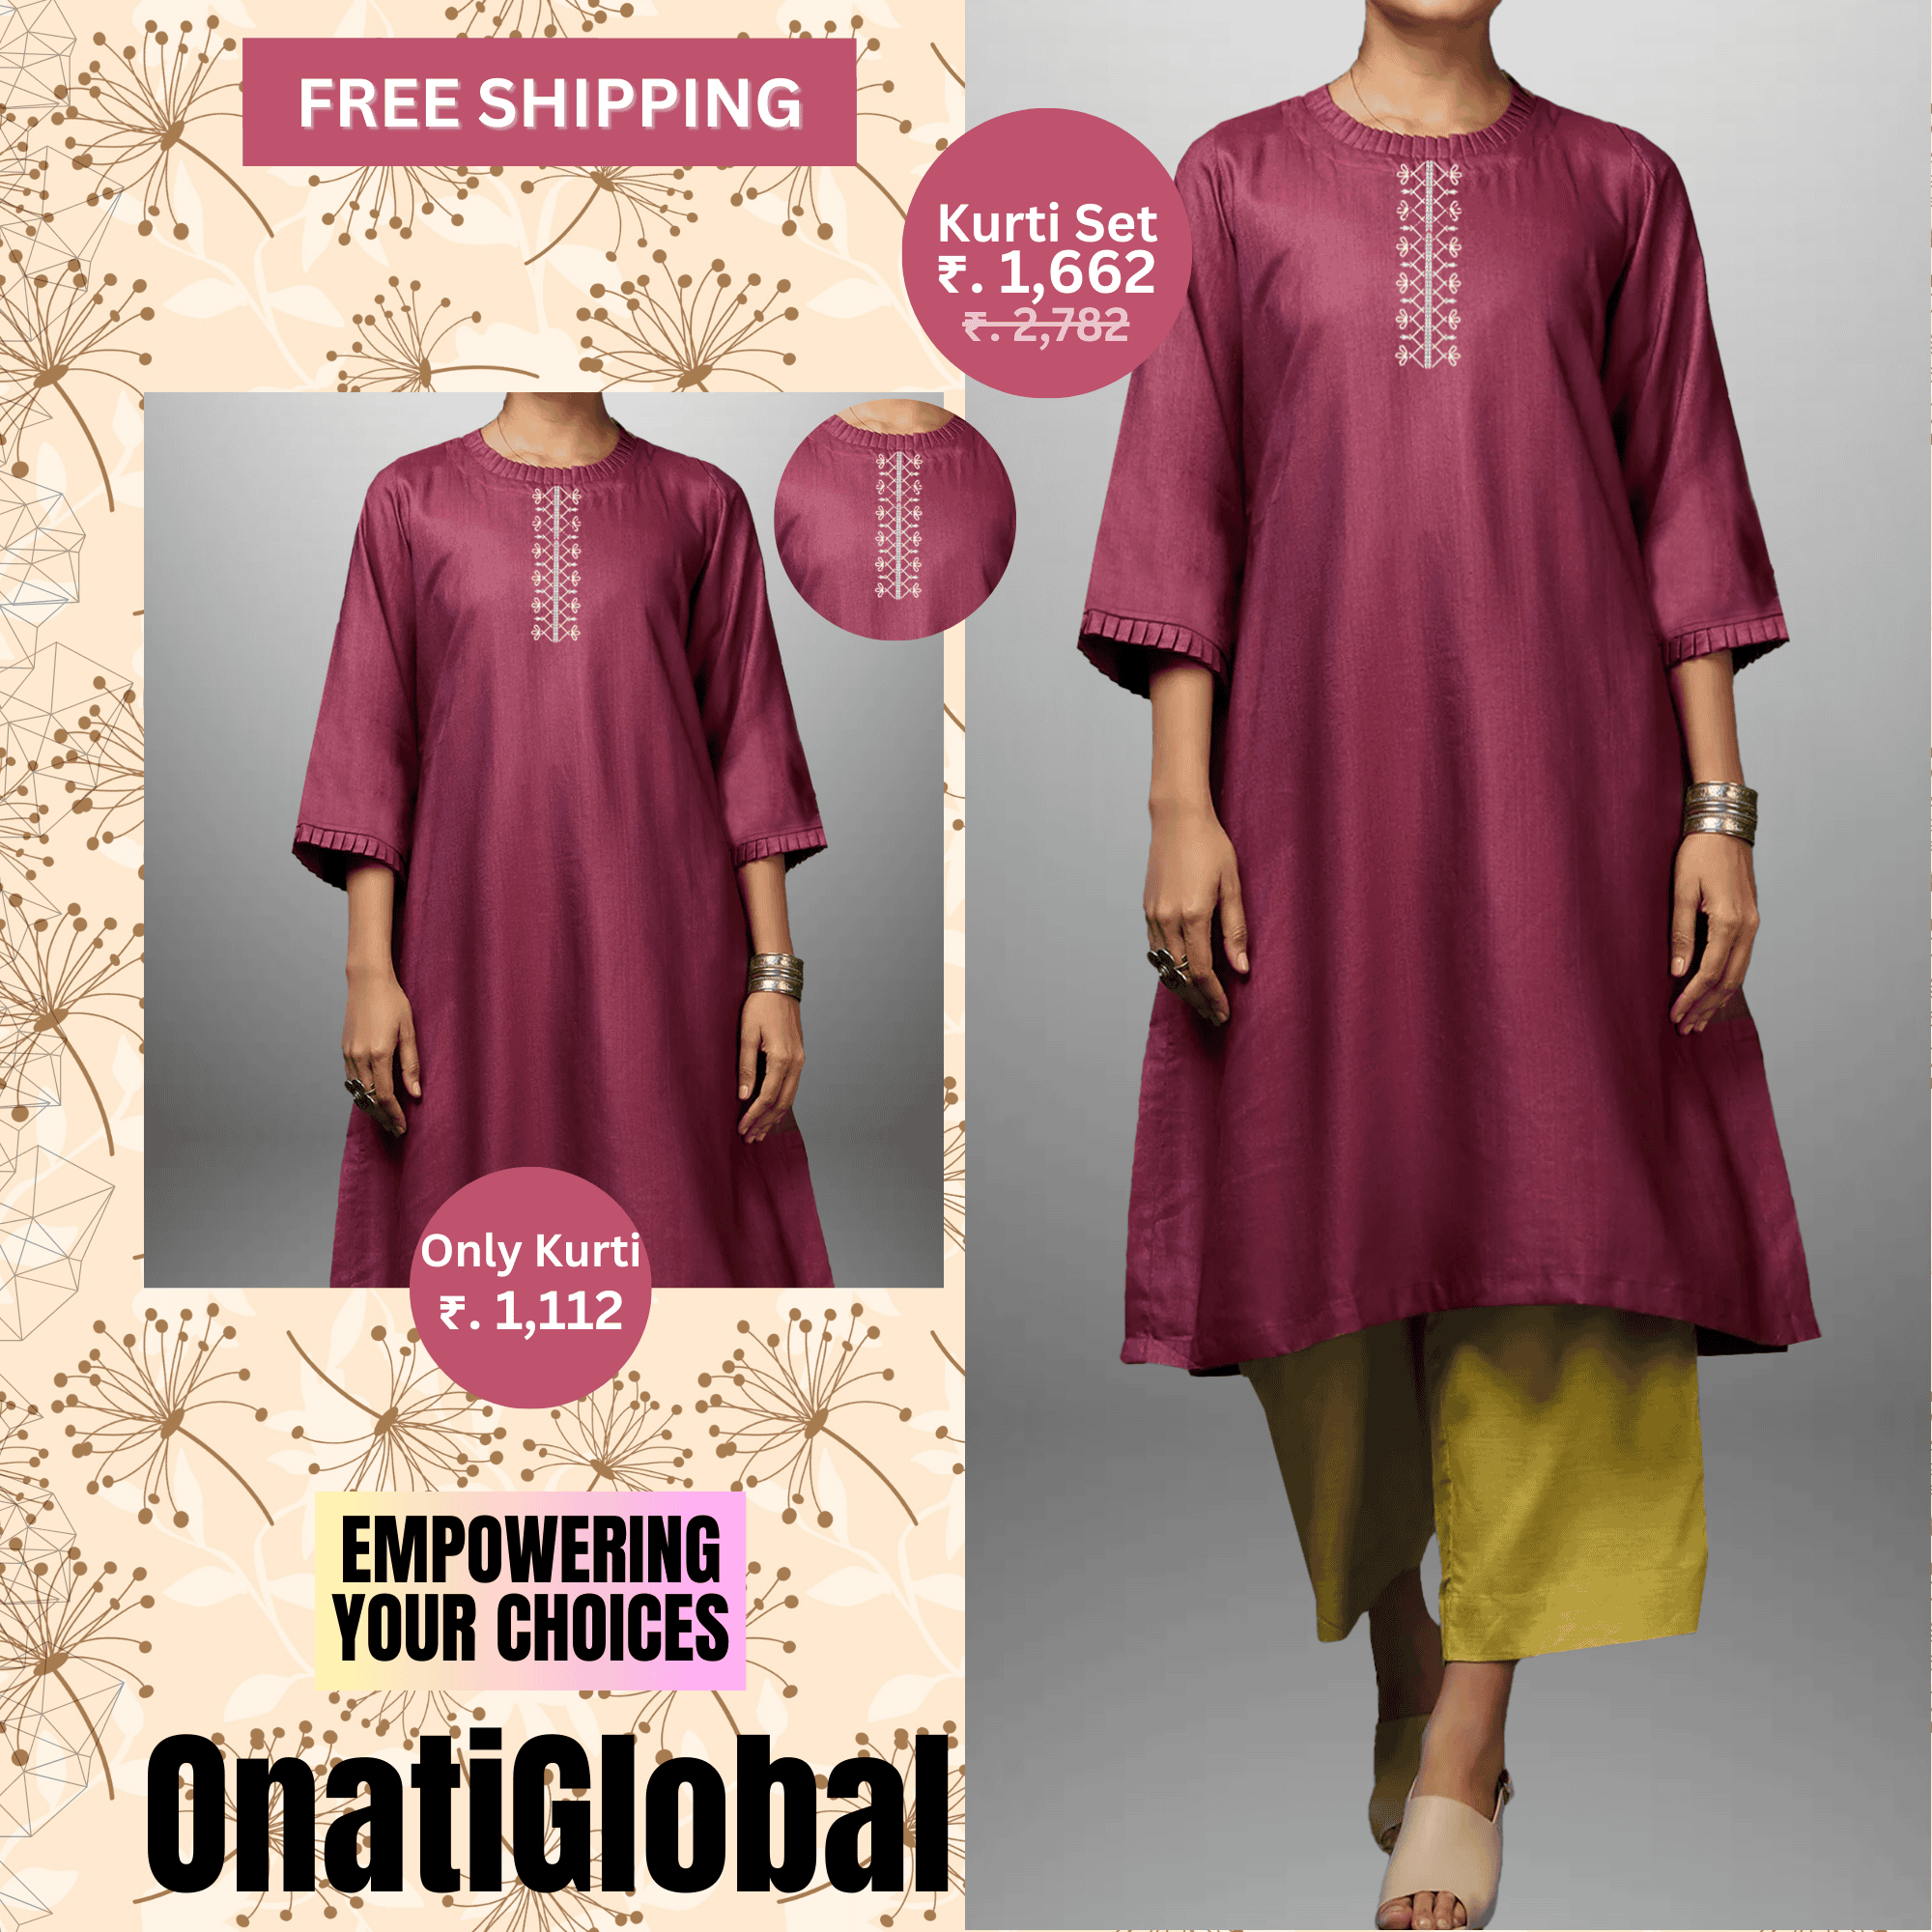 FREE SHIPPING
Kurti Set
₹. 1,662
₹. 2,782
Only Kurti
₹. 1,112
EMPOWERING
YOUR CHOICES
OnatiGlobal